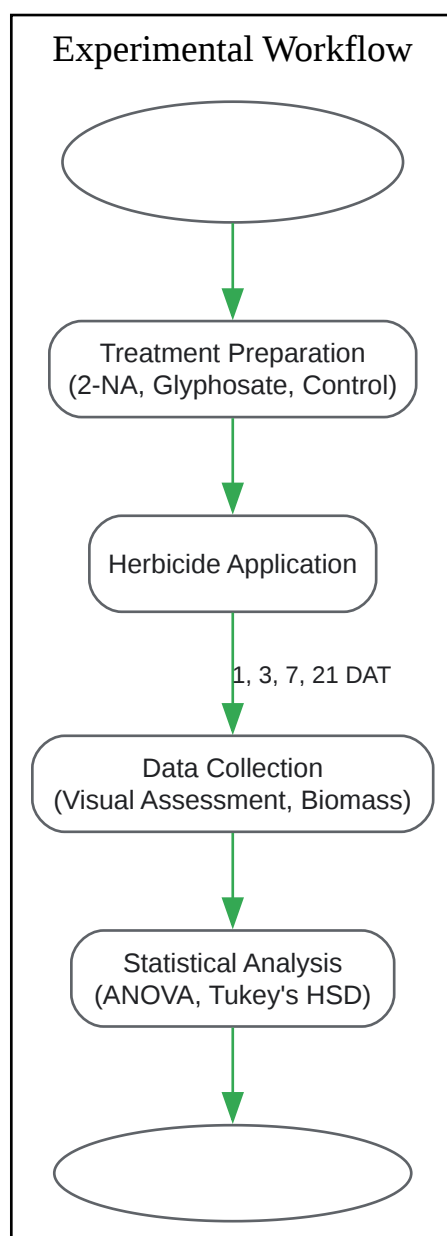 Experimental Workflow
Treatment Preparation
(2-NA, Glyphosate, Control)
Herbicide Application
1, 3, 7, 21 DAT
Data Collection
(Visual Assessment, Biomass)
Statistical Analysis
(ANOVA, Tukey's HSD)